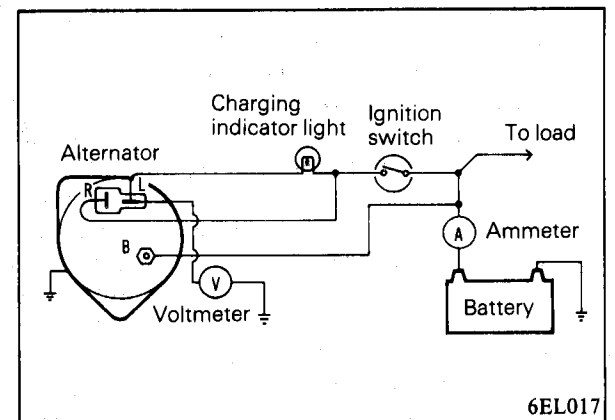 Charging
indicator light
Ignition
switch
To load
Alternator
R L
B
A Ammeter
V
Voltmeter
Battery
6EL017